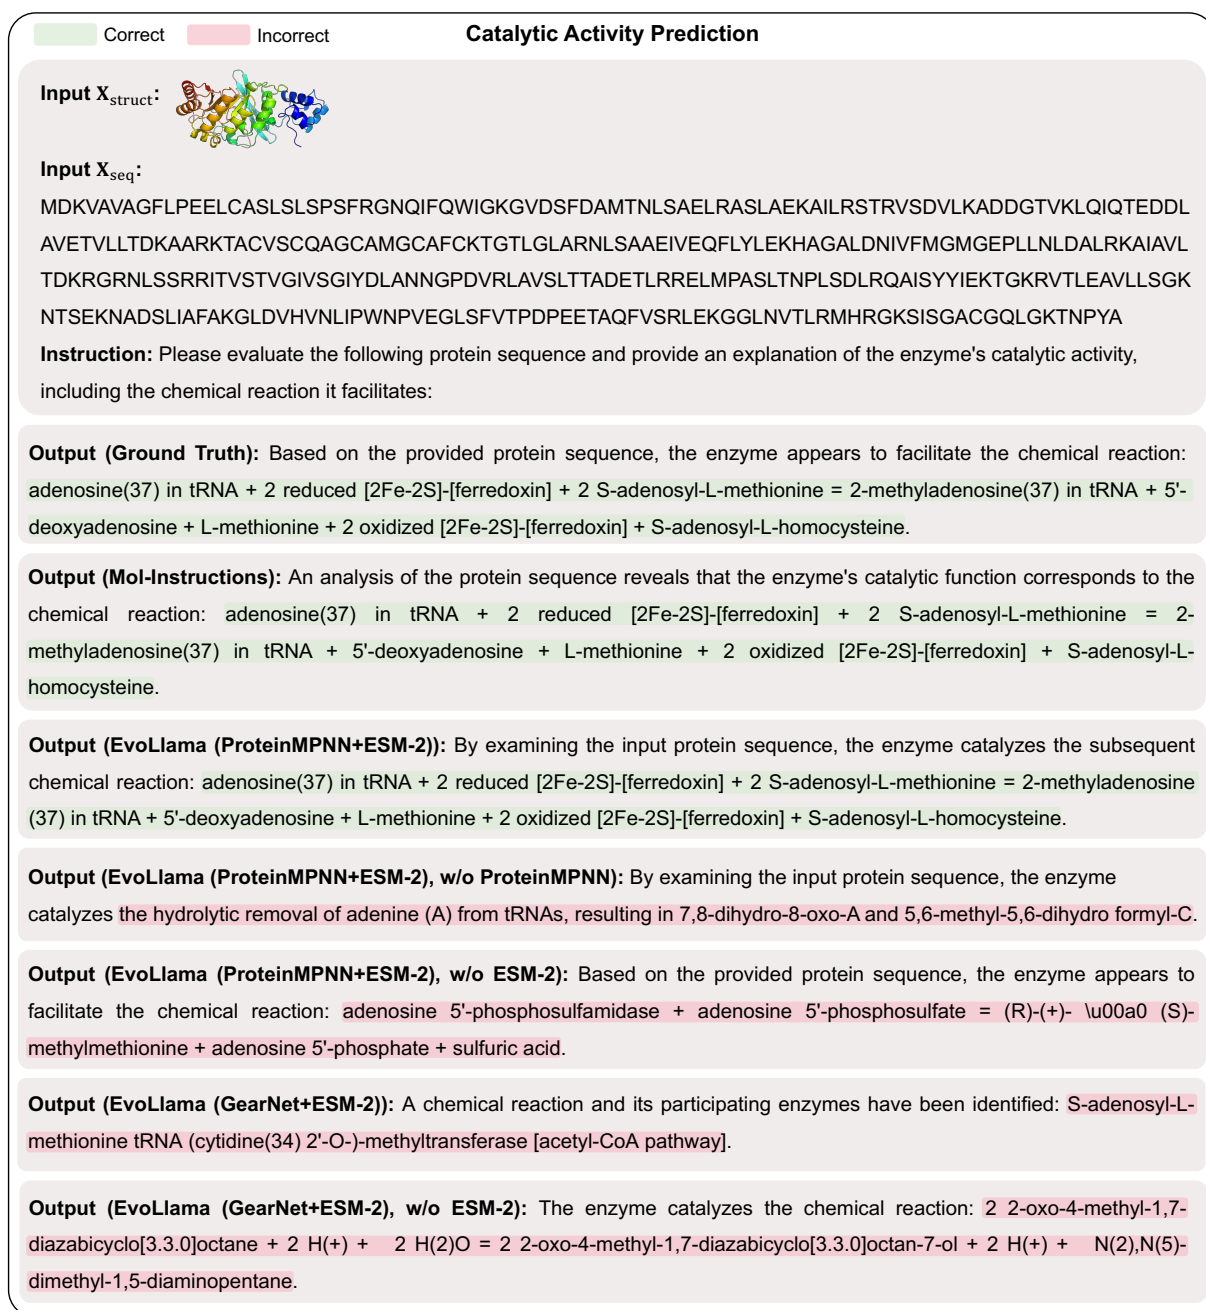 Correct Incorrect Catalytic Activity Prediction
Input X_struct:
Input X_seq:
MDKVAVAGFLPEELCASLSLSPSFRGNQIFQWIGKGVDSFDAMTNLSAELRASLAEKAILRSTRVSDVLKADDGTVKLQIQTEDDL
AVETVLLTDKAARKTACVSCQAGCAMGCAFCKTGTLGLARNLSAAEIVEQFLYLEKHAGALDNIVFMGMGEPLLNLDALRKAIAVL
TDKRGRNLSSRRITVSTVGIVSGIYDLANNGPDVRLAVSLTTADETLRRELMPASLTNPLSDLRQAISYYIEKTGKRVTLEAVLLSGK
NTSEKNADSLIAFAKGLDVHVNLIPWNPVEGLSFVTPDPEETAQFVSRLEKGGLNVTLRMHRGKSISGACGQLGKTNPYA
Instruction: Please evaluate the following protein sequence and provide an explanation of the enzyme's catalytic activity,
including the chemical reaction it facilitates:
Output (Ground Truth): Based on the provided protein sequence, the enzyme appears to facilitate the chemical reaction:
adenosine(37) in tRNA + 2 reduced [2Fe-2S]-[ferredoxin] + 2 S-adenosyl-L-methionine = 2-methyladenosine(37) in tRNA + 5'-
deoxyadenosine + L-methionine + 2 oxidized [2Fe-2S]-[ferredoxin] + S-adenosyl-L-homocysteine.
Output (Mol-Instructions): An analysis of the protein sequence reveals that the enzyme's catalytic function corresponds to the
chemical reaction: adenosine(37) in tRNA + 2 reduced [2Fe-2S]-[ferredoxin] + 2 S-adenosyl-L-methionine = 2-
methyladenosine(37) in tRNA + 5'-deoxyadenosine + L-methionine + 2 oxidized [2Fe-2S]-[ferredoxin] + S-adenosyl-L-
homocysteine.
Output (EvoLlama (ProteinMPNN+ESM-2)): By examining the input protein sequence, the enzyme catalyzes the subsequent
chemical reaction: adenosine(37) in tRNA + 2 reduced [2Fe-2S]-[ferredoxin] + 2 S-adenosyl-L-methionine = 2-methyladenosine
(37) in tRNA + 5'-deoxyadenosine + L-methionine + 2 oxidized [2Fe-2S]-[ferredoxin] + S-adenosyl-L-homocysteine.
Output (EvoLlama (ProteinMPNN+ESM-2), w/o ProteinMPNN): By examining the input protein sequence, the enzyme
catalyzes the hydrolytic removal of adenine (A) from tRNAs, resulting in 7,8-dihydro-8-oxo-A and 5,6-methyl-5,6-dihydro formyl-C.
Output (EvoLlama (ProteinMPNN+ESM-2), w/o ESM-2): Based on the provided protein sequence, the enzyme appears to
facilitate the chemical reaction: adenosine 5'-phosphosulfamidase + adenosine 5'-phosphosulfate = (R)-(+)- \u00a0 (S)-
methylmethionine + adenosine 5'-phosphate + sulfuric acid.
Output (EvoLlama (GearNet+ESM-2)): A chemical reaction and its participating enzymes have been identified: S-adenosyl-L-
methionine tRNA (cytidine(34) 2'-O-)-methyltransferase [acetyl-CoA pathway].
Output (EvoLlama (GearNet+ESM-2), w/o ESM-2): The enzyme catalyzes the chemical reaction: 2 2-oxo-4-methyl-1,7-
diazabicyclo[3.3.0]octane + 2 H(+) + 2 H(2)O = 2 2-oxo-4-methyl-1,7-diazabicyclo[3.3.0]octan-7-ol + 2 H(+) + N(2),N(5)-
dimethyl-1,5-diaminopentane.